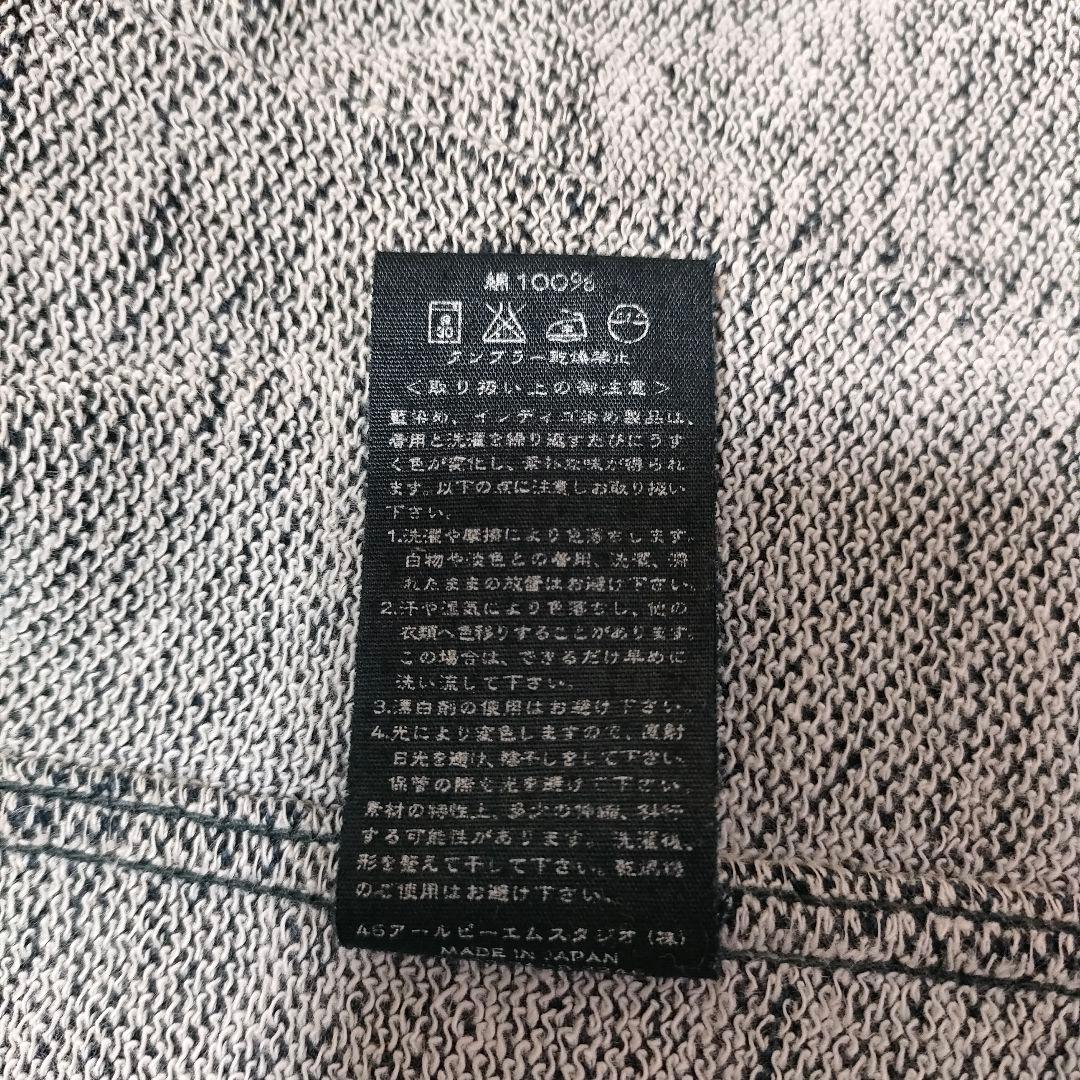 綿 100%
タンブラー乾燥禁止
<取り扱い上の御注意>
藍染め、インディゴ染め製品は、
着用と洗濯を繰り返すたびにうす
く色が変化し、豊かな味が得られ
ます。以下の点に注意しお取り扱い
下さい。
1.洗濯や摩擦により色落ちします。
白物や淡色との着用、洗濯、濡
れたままの放置はお避け下さい。
2.汗や湿気により色落ちし、他の
衣類へ色移りすることがあります。
この場合は、できるだけ早めに
洗い流して下さい。
3.漂白剤の使用はお避け下さい。
4.光により変色しますので、直射
日光を避け、陰干しをして下さい。
保管の際も光を避けて下さい。
素材の特性上、多少の伸縮、斜行
する可能性があります。洗濯後、
形を整えて干して下さい。乾燥機
のご使用はお避け下さい。
45アールピーエムスタジオ(株)
MADE IN JAPAN